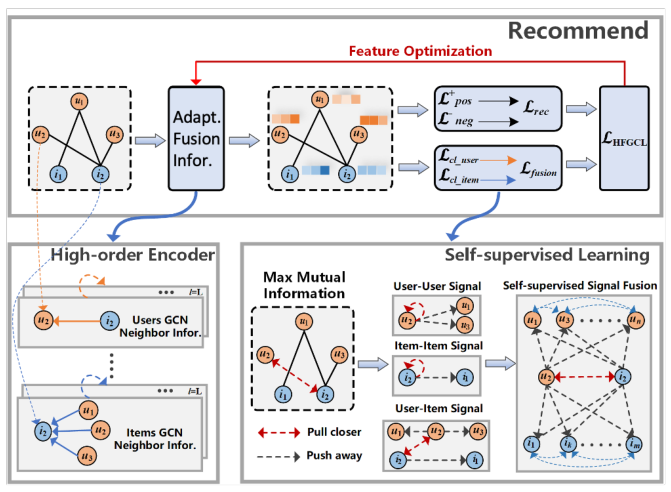 Recommend
Feature Optimization
u1
u2
u3
i1
i2
Adapt.
Fusion
Infor.
u1
u2
u3
i1
i2
ℒ⁺pos
ℒ⁻neg
ℒrec
ℒcl_user
ℒcl_item
ℒfusion
ℒHFGCL
High-order Encoder
••• l=L
u2
i2
Users GCN
Neighbor Infor.
••• l=L
u1
i2
u2
u3
Items GCN
Neighbor Infor.
Self-supervised Learning
Max Mutual
Information
u1
u2
u3
i1
i2
Pull closer
Push away
User-User Signal
u2
u1
u3
Item-Item Signal
i2
i1
User-Item Signal
u1
u2
u3
i2
i1
Self-supervised Signal Fusion
u1
u3
un
u2
i2
i1
ik
im